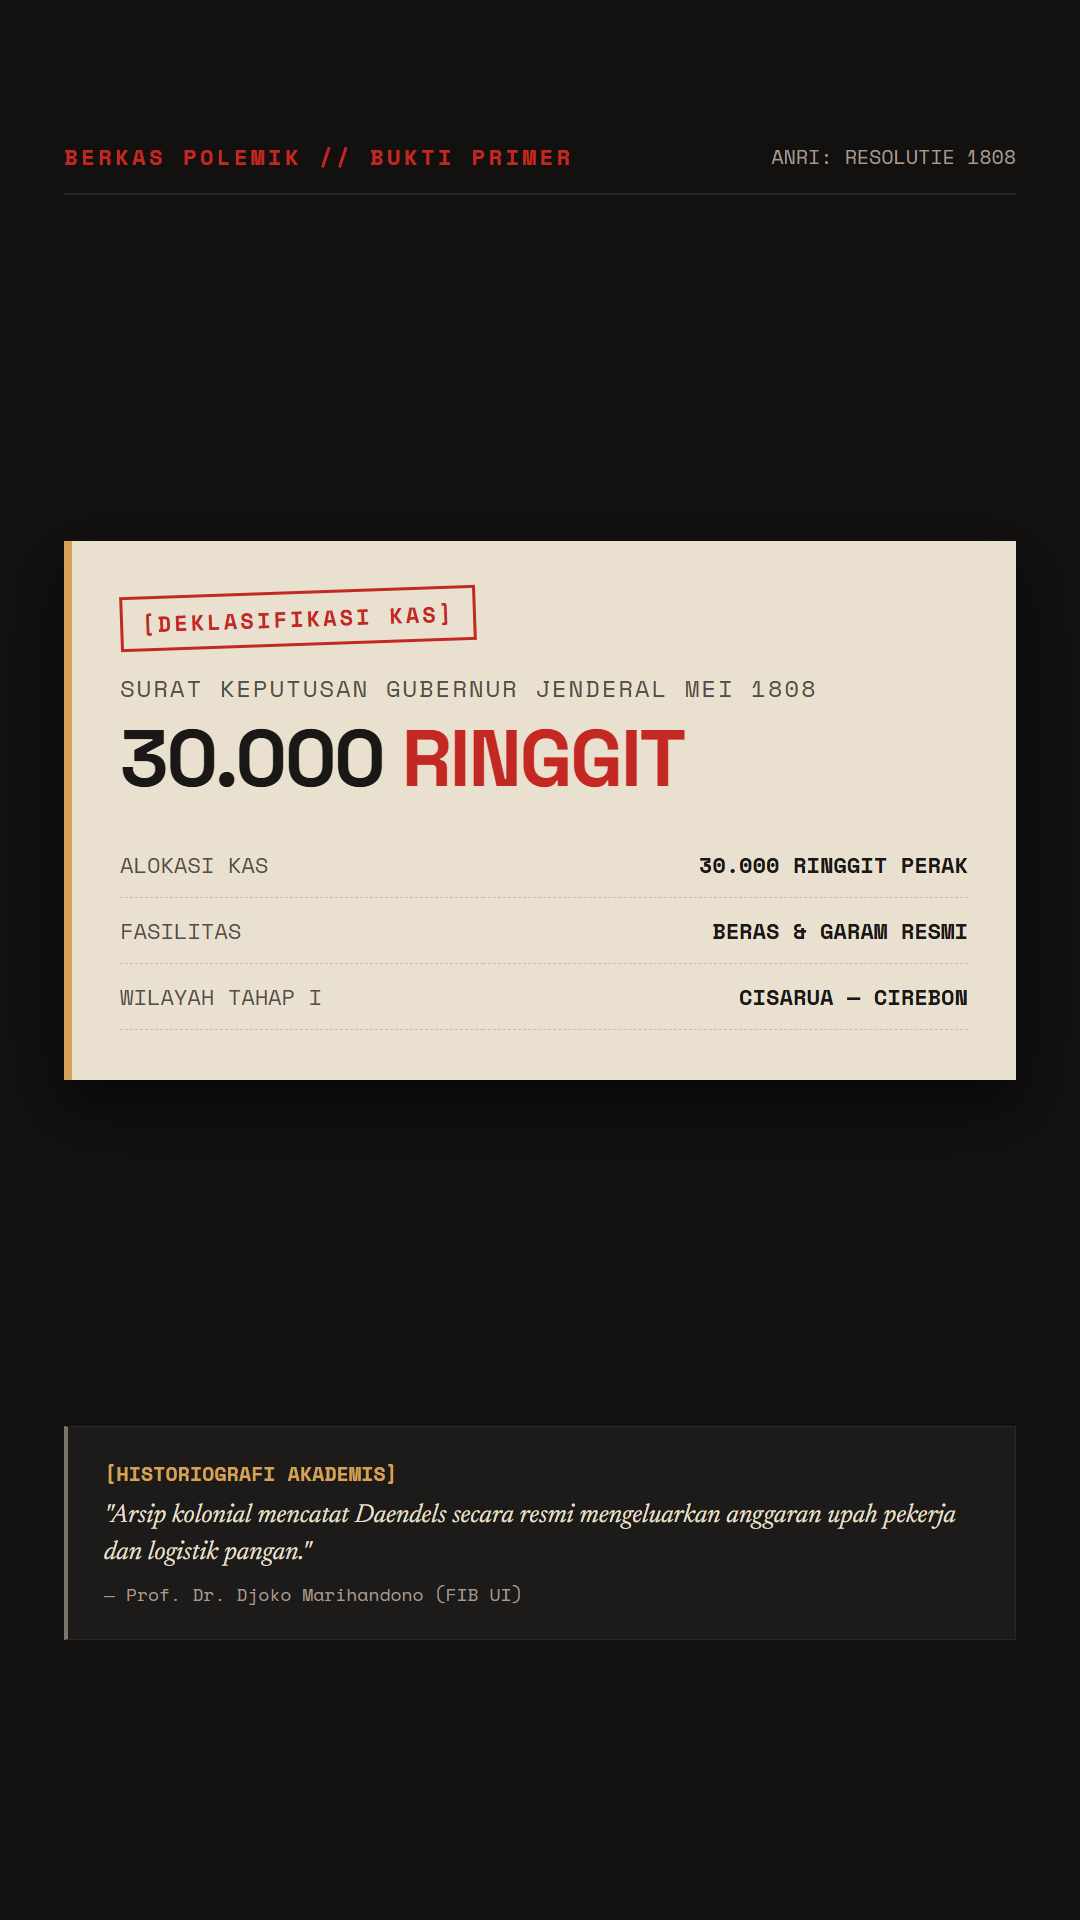 BERKAS POLEMIK // BUKTI PRIMER
ANRI: RESOLUTIE 1808
[DEKLASIFIKASI KAS]
SURAT KEPUTUSAN GUBERNUR JENDERAL MEI 1808
30.000 RINGGIT
ALOKASI KAS 30.000 RINGGIT PERAK
FASILITAS BERAS & GARAM RESMI
WILAYAH TAHAP I CISARUA — CIREBON
[HISTORIOGRAFI AKADEMIS]
"Arsip kolonial mencatat Daendels secara resmi mengeluarkan anggaran upah pekerja
dan logistik pangan."
— Prof. Dr. Djoko Marihandono (FIB UI)